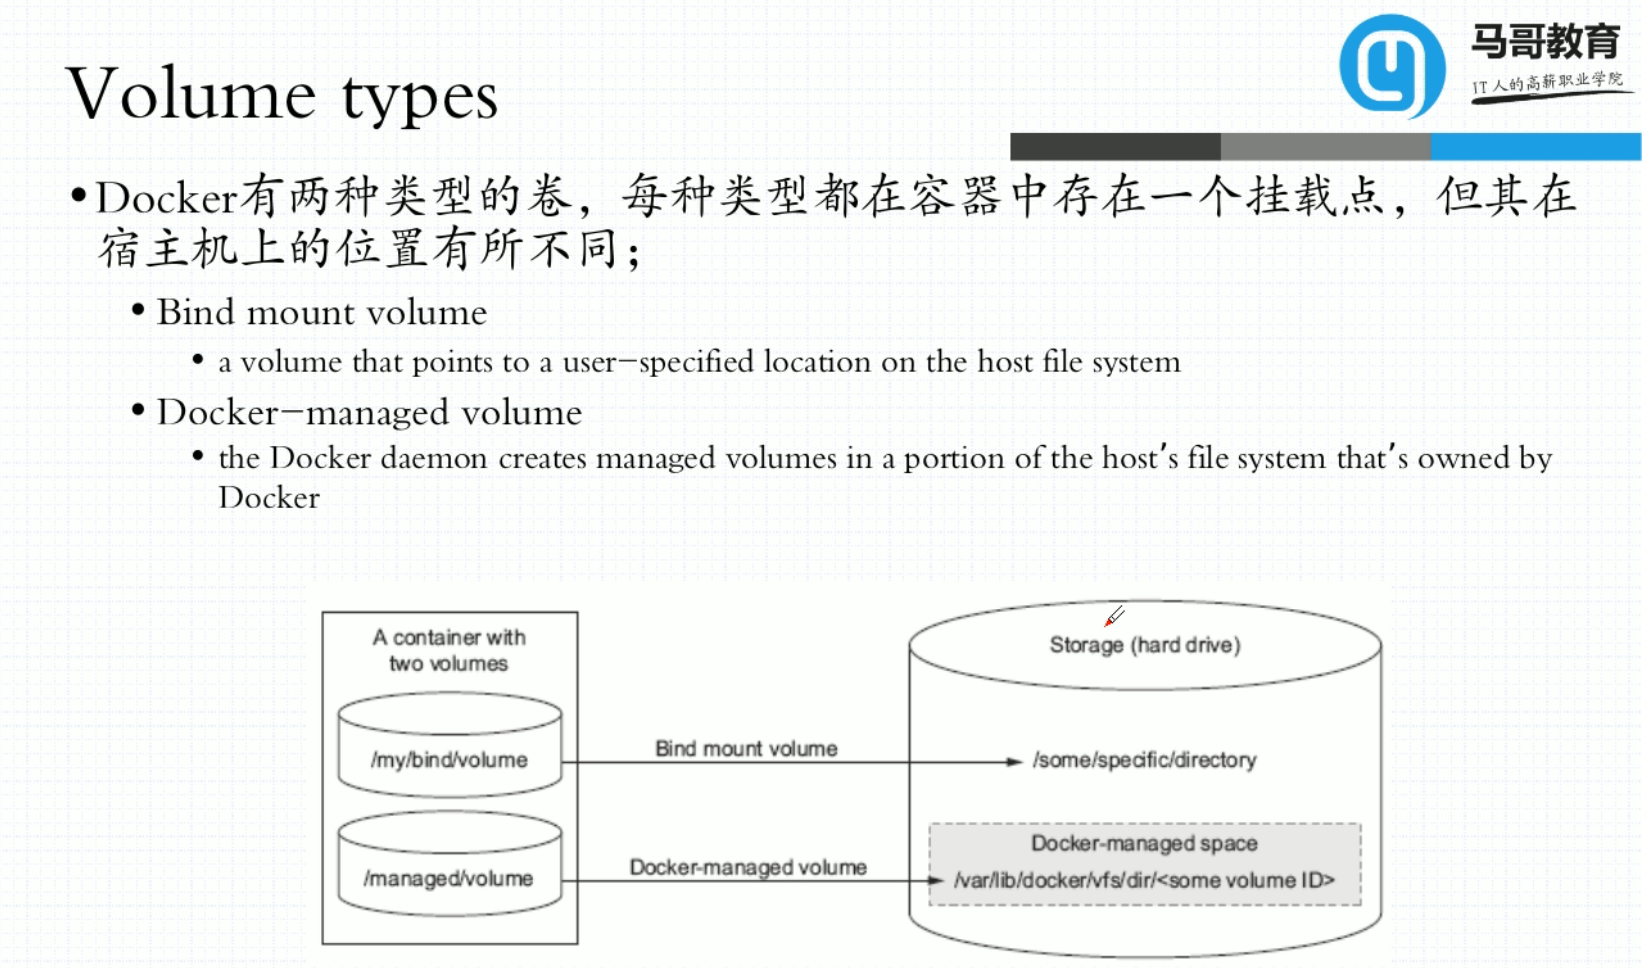 马哥教育
IT人的高薪职业学院
Volume types
•Docker有两种类型的卷，每种类型都在容器中存在一个挂载点，但其在
宿主机上的位置有所不同；
• Bind mount volume
• a volume that points to a user-specified location on the host file system
• Docker-managed volume
• the Docker daemon creates managed volumes in a portion of the host's file system that's owned by
Docker
A container with
two volumes
/my/bind/volume
/managed/volume
Bind mount volume
Docker-managed volume
Storage (hard drive)
/some/specific/directory
Docker-managed space
/var/lib/docker/vfs/dir/<some volume ID>